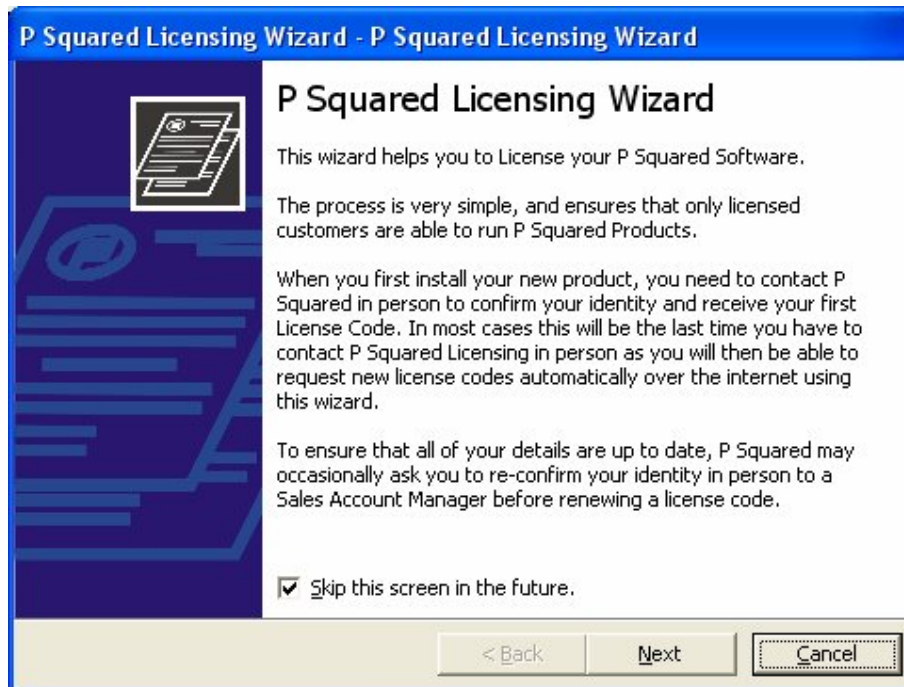 P Squared Licensing Wizard - P Squared Licensing Wizard
P Squared Licensing Wizard
This wizard helps you to License your P Squared Software.
The process is very simple, and ensures that only licensed
customers are able to run P Squared Products.
When you first install your new product, you need to contact P
Squared in person to confirm your identity and receive your first
License Code. In most cases this will be the last time you have to
contact P Squared Licensing in person as you will then be able to
request new license codes automatically over the internet using
this wizard.
To ensure that all of your details are up to date, P Squared may
occasionally ask you to re-confirm your identity in person to a
Sales Account Manager before renewing a license code.
Skip this screen in the future.
< Back Next Cancel